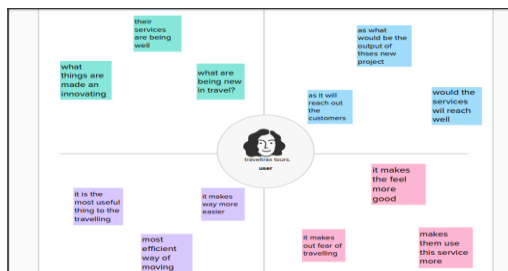 their
services
are being
well
what
things are
made an
innovating
what are
being new
in travel?
as what
would be the
output of
thses new
project
as it will
reach out
the
customers
would the
services
wil reach
well
traveltrax tours.
user
it is the
most useful
thing to the
travelling
it makes
way more
easier
most
efficient
way of
moving
it makes
the feel
more
good
it makes
out fear of
travelling
makes
them use
this service
more